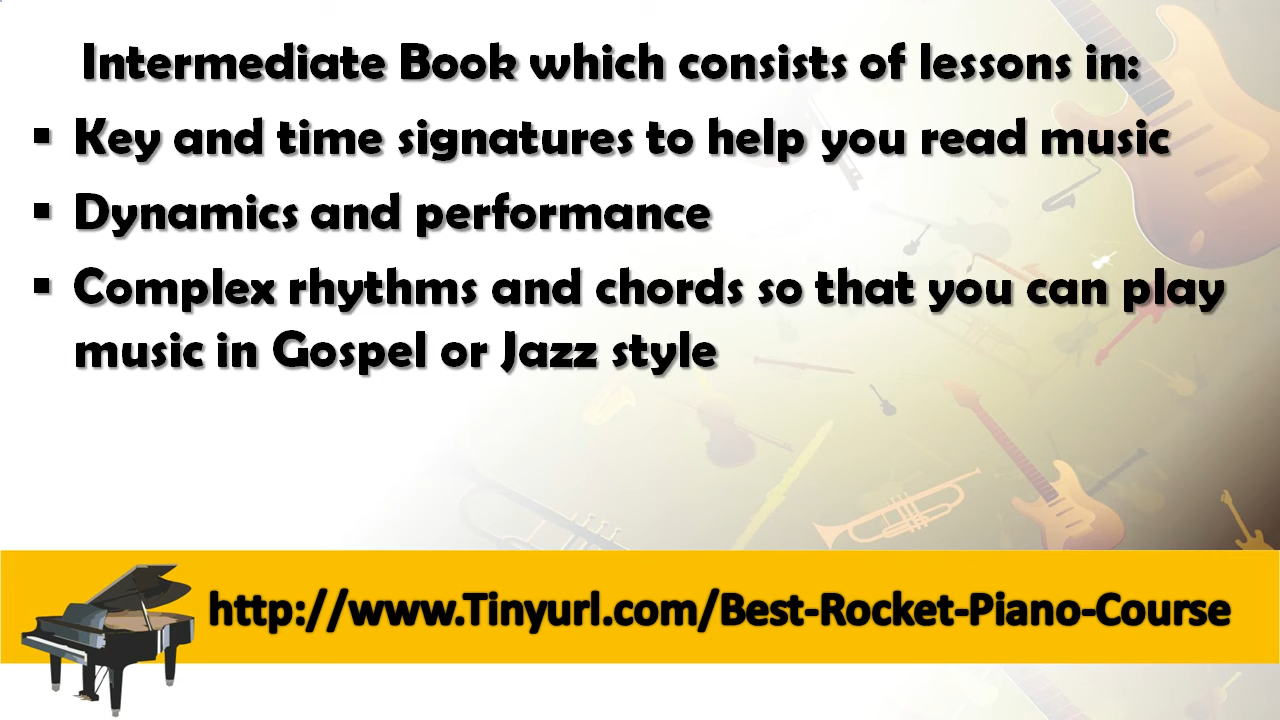 Intermediate Book which consists of lessons in:
▪ Key and time signatures to help you read music
▪ Dynamics and performance
▪ Complex rhythms and chords so that you can play
music in Gospel or Jazz style
http://www.Tinyurl.com/Best-Rocket-Piano-Course